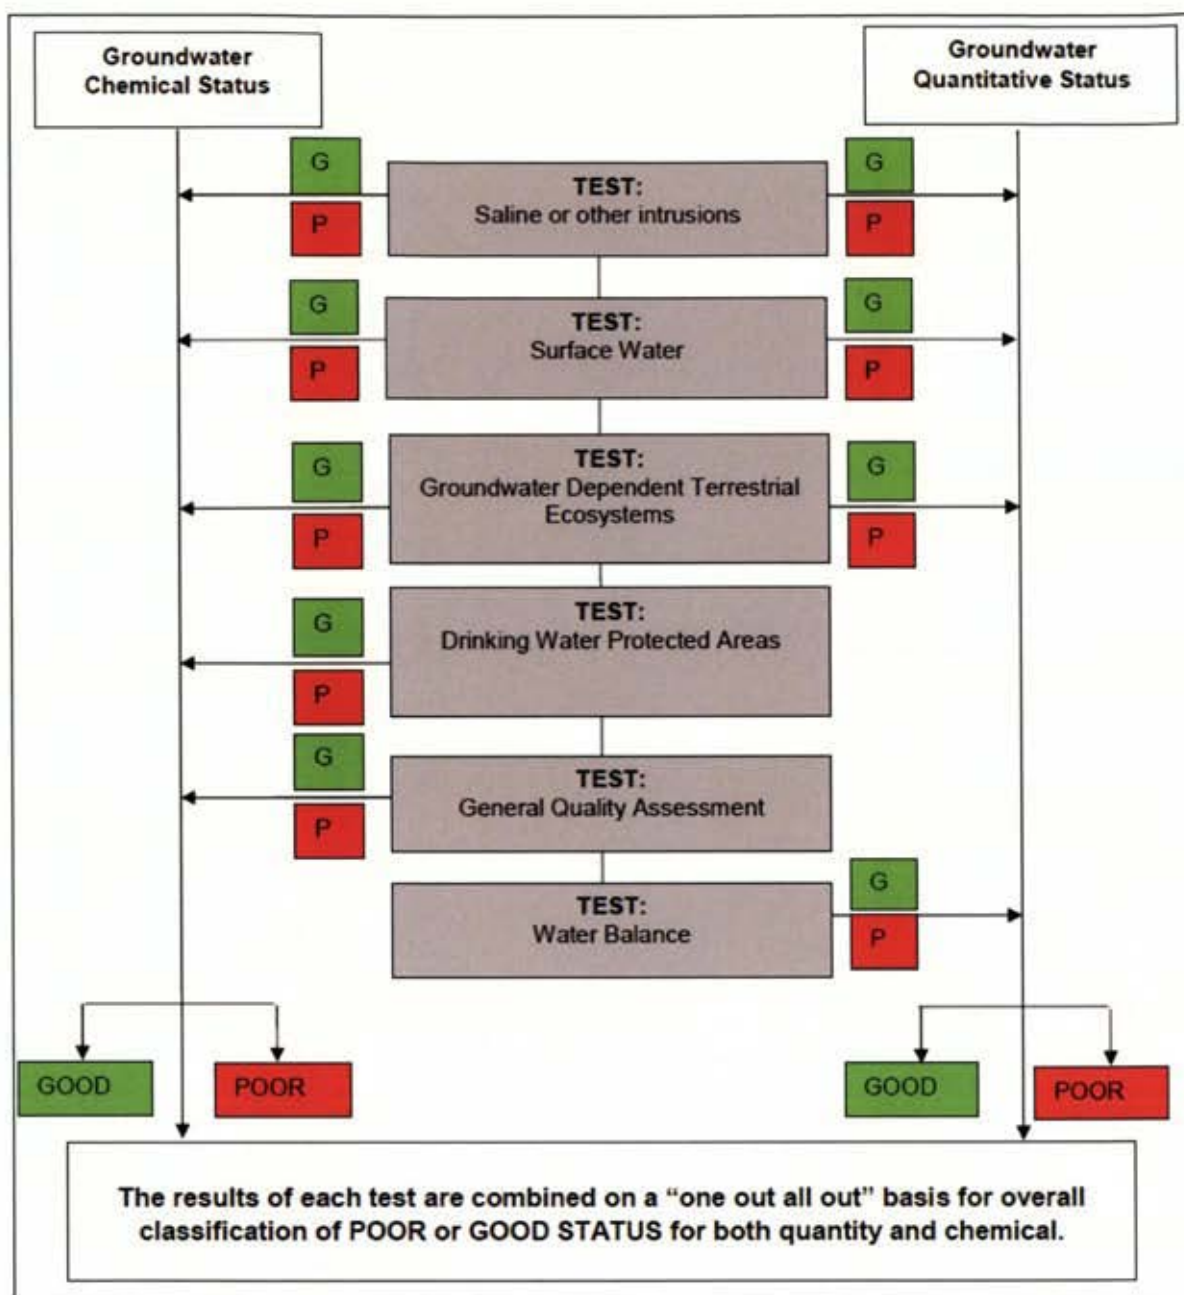 Groundwater
Chemical Status
Groundwater
Quantitative Status
G
P
TEST:
Saline or other intrusions
G
P
G
P
TEST:
Surface Water
G
P
G
P
TEST:
Groundwater Dependent Terrestrial
Ecosystems
G
P
G
P
TEST:
Drinking Water Protected Areas
G
P
TEST:
General Quality Assessment
TEST:
Water Balance
G
P
GOOD
POOR
GOOD
POOR
The results of each test are combined on a “one out all out” basis for overall
classification of POOR or GOOD STATUS for both quantity and chemical.